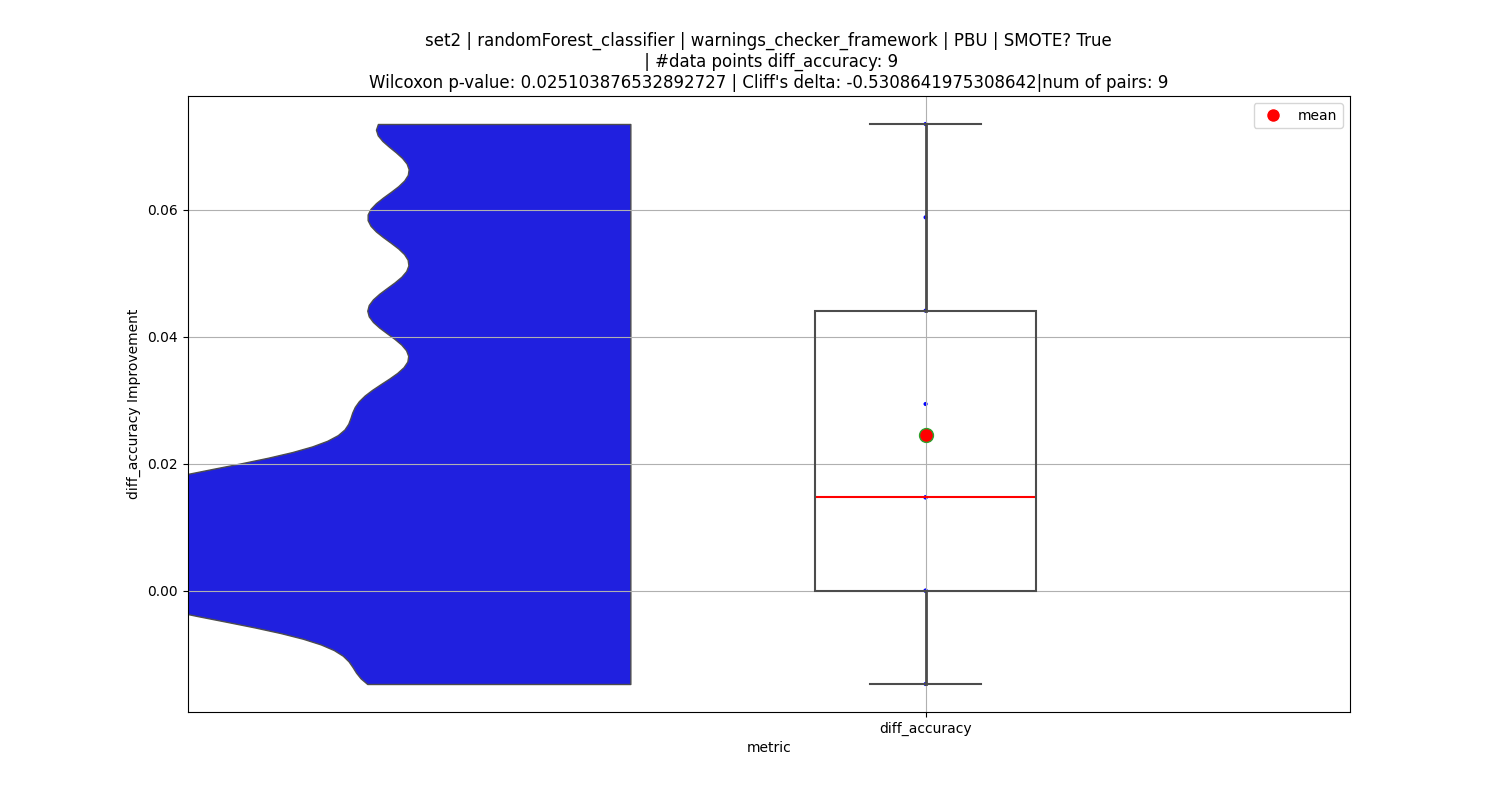 set2 | randomForest_classifier | warnings_checker_framework | PBU | SMOTE? True
| #data points diff_accuracy: 9
Wilcoxon p-value: 0.025103876532892727 | Cliff's delta: -0.5308641975308642|num of pairs: 9
mean
0.06
0.04
0.02
0.00
diff_accuracy Improvement
diff_accuracy
metric